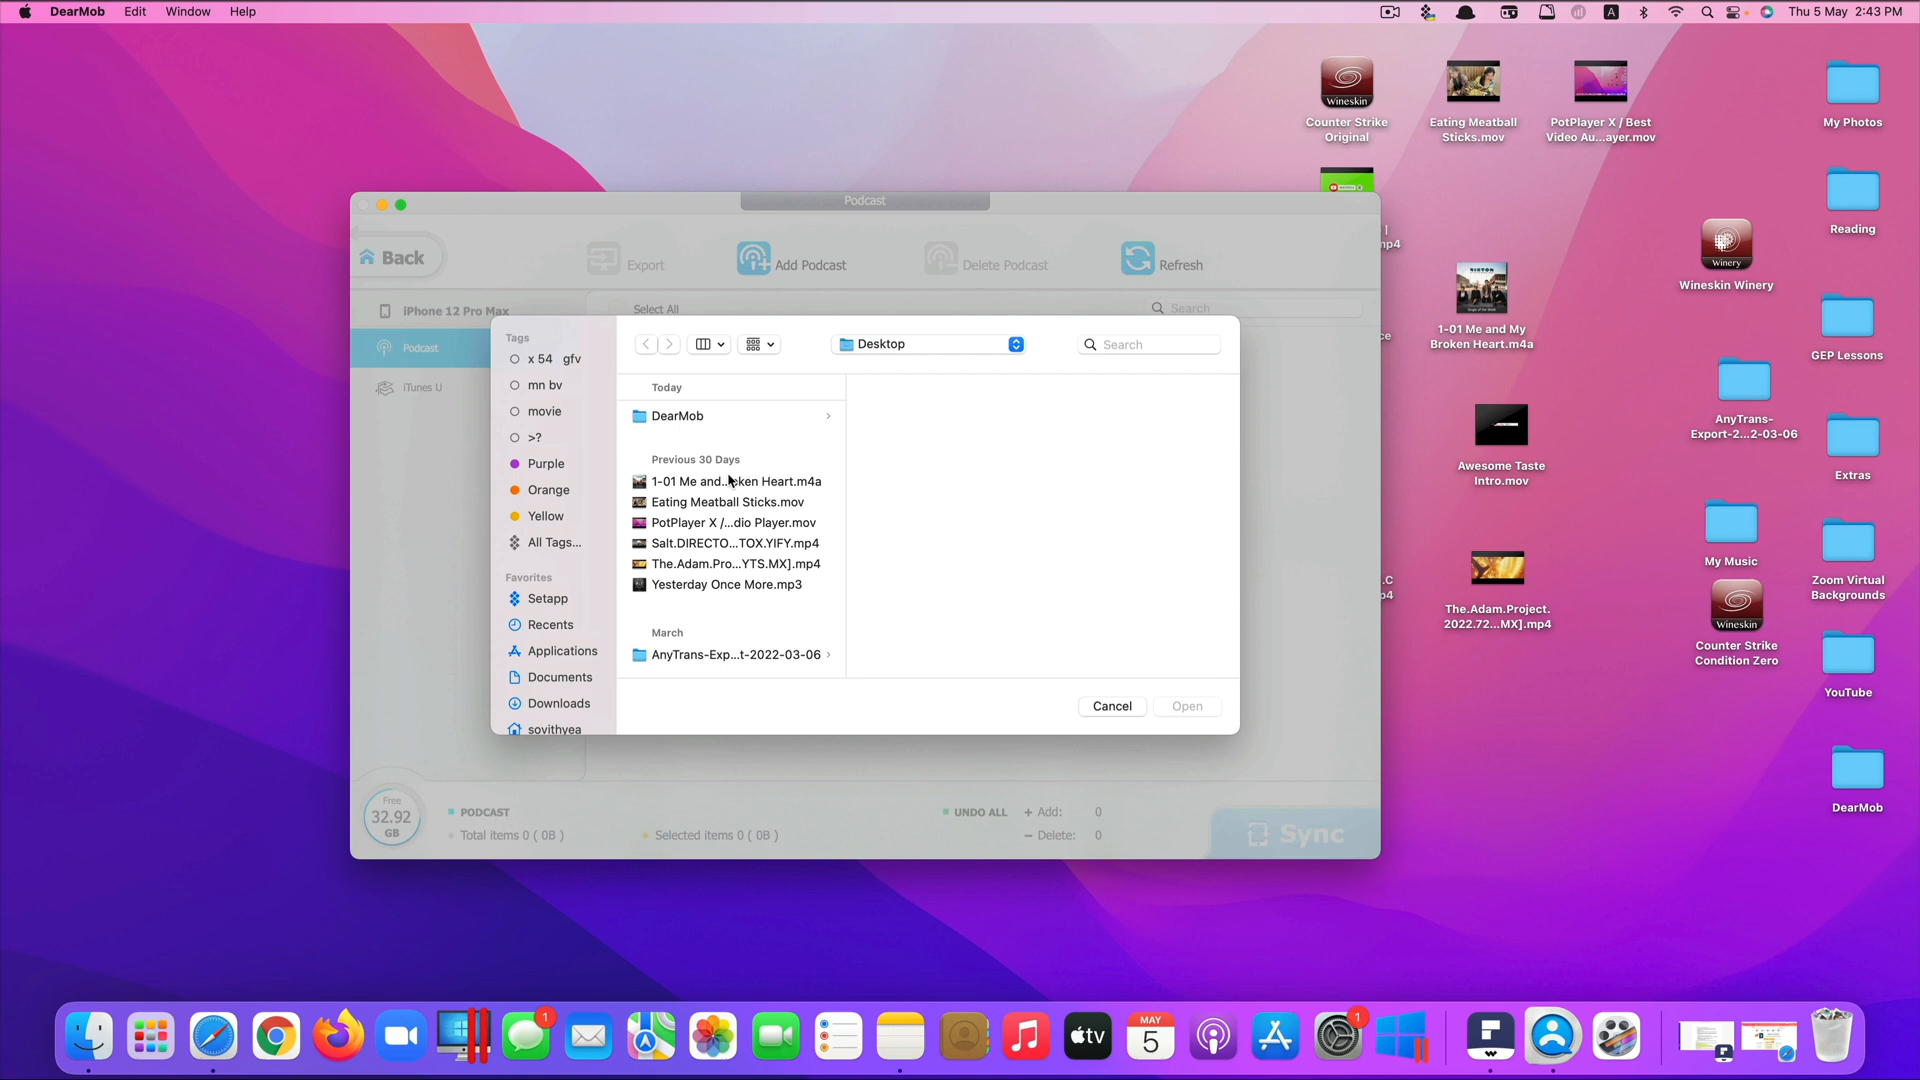 DearMob Edit Window Help
A
Thu 5 May 2:43 PM
Wineskin
Counter Strike
Original
Eating Meatball
Sticks.mov
PotPlayer X / Best
Video Au...ayer.mov
My Photos
Reading
Winery
Wineskin Winery
1-01 Me and My
Broken Heart.m4a
GEP Lessons
AnyTrans-
Export-2...2-03-06
Awesome Taste
Intro.mov
Extras
My Music
Zoom Virtual
Backgrounds
The.Adam.Project.
2022.72...MX].mp4
Wineskin
Counter Strike
Condition Zero
YouTube
DearMob
Podcast
Back
Export
Add Podcast
Delete Podcast
Refresh
iPhone 12 Pro Max
Select All
Search
Podcast
iTunes U
Tags
x 54 gfv
mn bv
movie
>?
Purple
Orange
Yellow
All Tags...
Favorites
Setapp
Recents
Applications
Documents
Downloads
sovithyea
Desktop
Search
Today
DearMob
Previous 30 Days
1-01 Me and...oken Heart.m4a
Eating Meatball Sticks.mov
PotPlayer X /...dio Player.mov
Salt.DIRECTO...TOX.YIFY.mp4
The.Adam.Pro...YTS.MX].mp4
Yesterday Once More.mp3
March
AnyTrans-Exp...t-2022-03-06
Cancel
Open
Free
32.92
GB
PODCAST
Total items 0 ( 0B )
Selected items 0 ( 0B )
UNDO ALL + Add: 0
− Delete: 0
Sync
1
tv
MAY
5
1